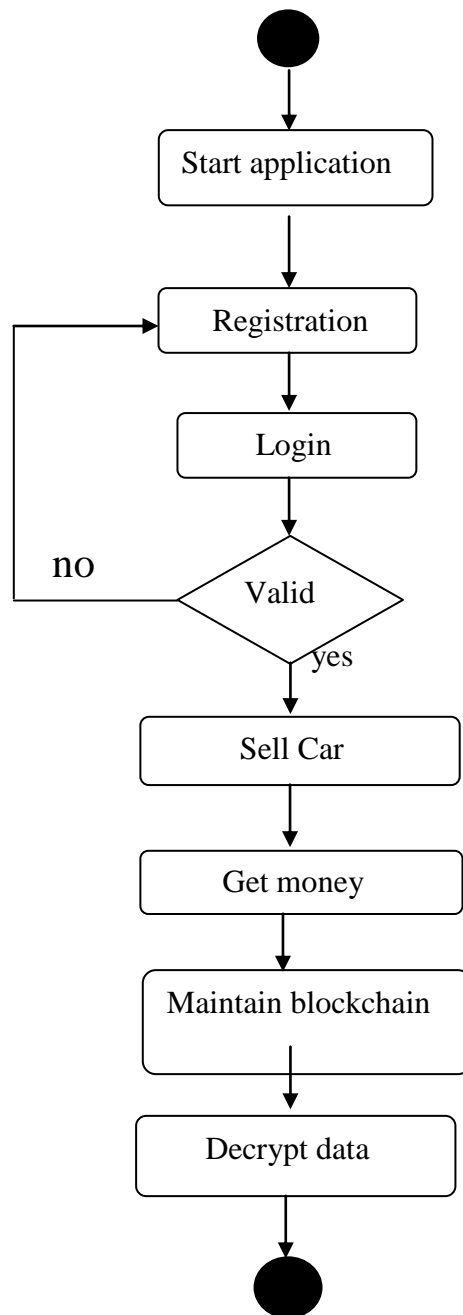 Start application
Registration
Login
no
Valid
yes
Sell Car
Get money
Maintain blockchain
Decrypt data